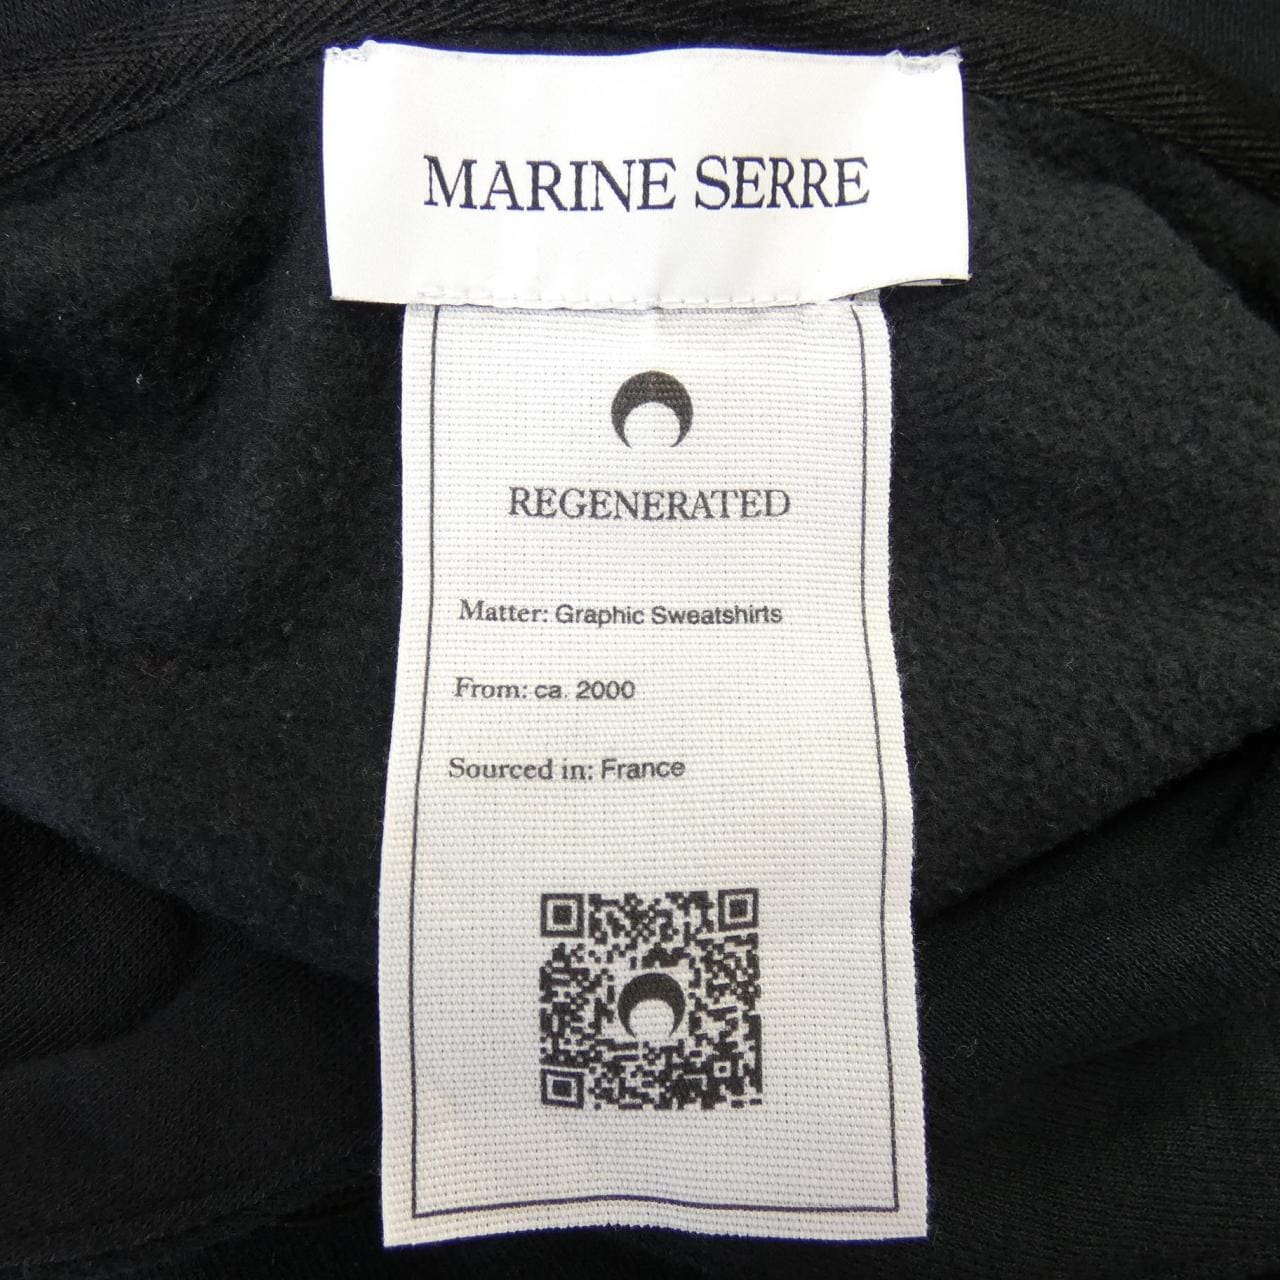 MARINE SERRE
REGENERATED
Matter: Graphic Sweatshirts
From: ca. 2000
Sourced in: France